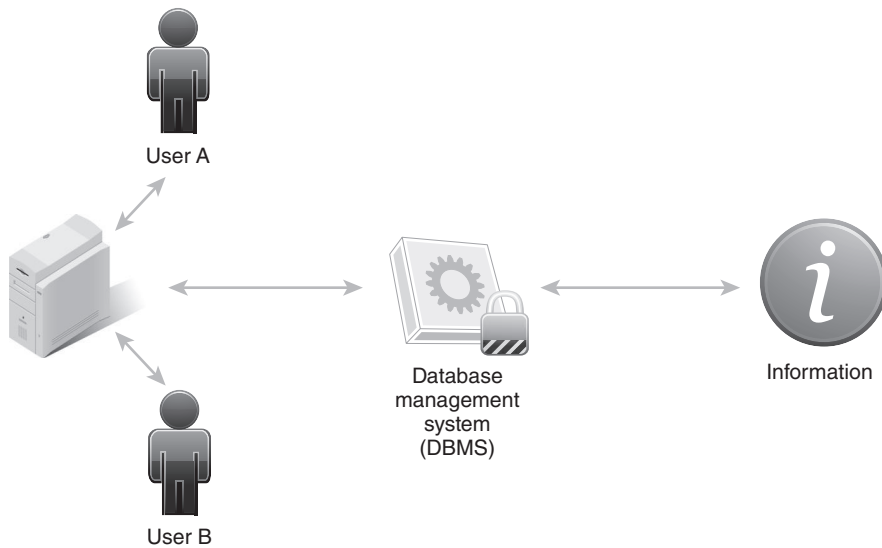 User A
Database
management
system
(DBMS)
i
Information
User B